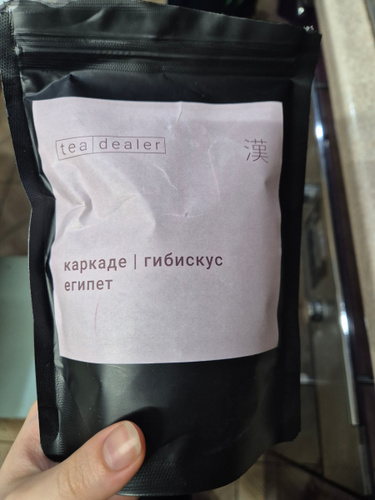 tea|dealer
漢
каркаде | гибискус
египет